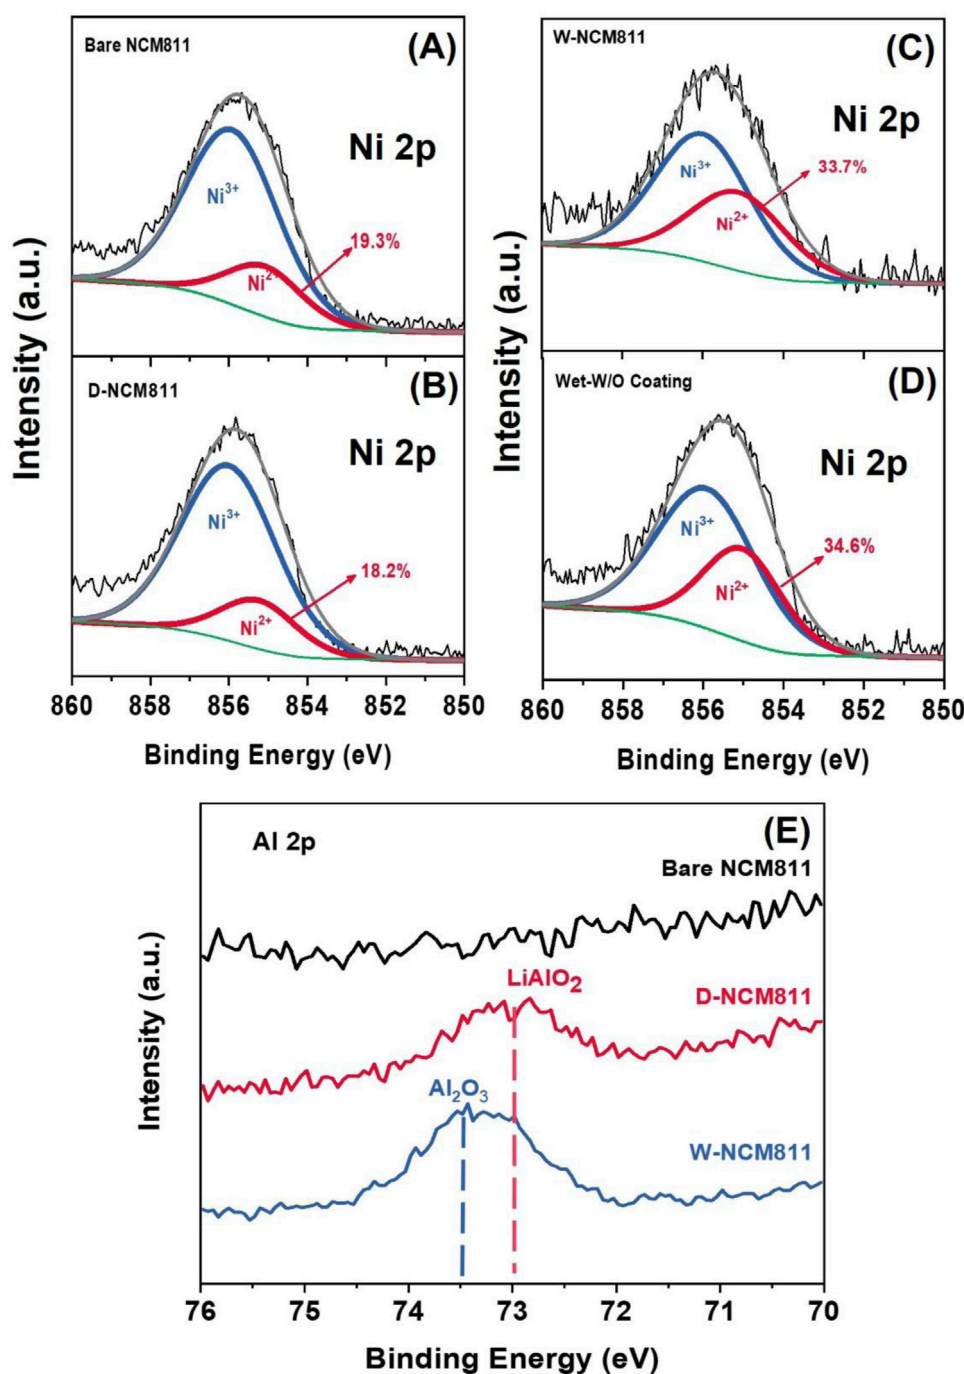 Bare NCM811
(A)
Ni 2p
Ni³⁺
19.3%
Ni²⁺
D-NCM811
(B)
Ni 2p
Ni³⁺
18.2%
Ni²⁺
860 858 856 854 852 850
Binding Energy (eV)
Intensity (a.u.)
W-NCM811
(C)
Ni 2p
33.7%
Ni³⁺
Ni²⁺
Wet-W/O Coating
(D)
Ni 2p
Ni³⁺
34.6%
Ni²⁺
860 858 856 854 852 850
Binding Energy (eV)
Intensity (a.u.)
(E)
Al 2p
Bare NCM811
LiAlO₂
D-NCM811
Al₂O₃
W-NCM811
76 75 74 73 72 71 70
Binding Energy (eV)
Intensity (a.u.)